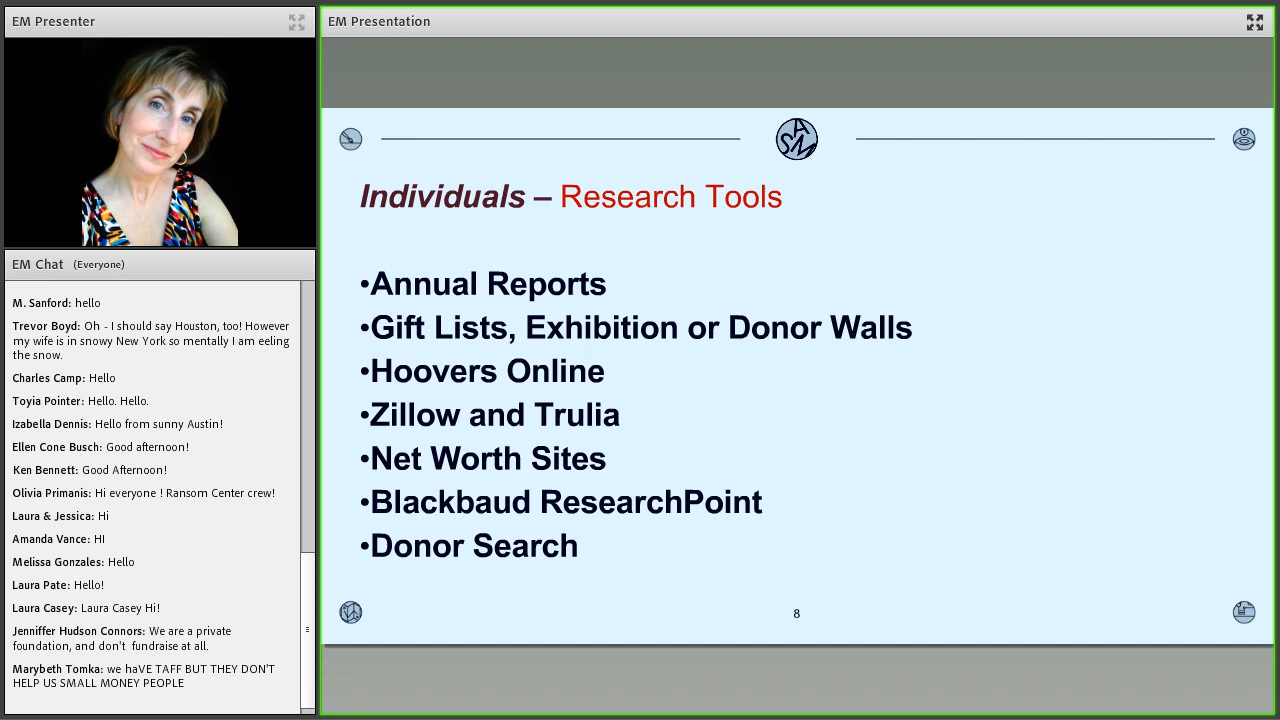 EM Presenter
EM Chat (Everyone)
M. Sanford: hello
Trevor Boyd: Oh - I should say Houston, too! However
my wife is in snowy New York so mentally I am eeling
the snow.
Charles Camp: Hello
Toyia Pointer: Hello. Hello.
Izabella Dennis: Hello from sunny Austin!
Ellen Cone Busch: Good afternoon!
Ken Bennett: Good Afternoon!
Olivia Primanis: Hi everyone ! Ransom Center crew!
Laura & Jessica: Hi
Amanda Vance: HI
Melissa Gonzales: Hello
Laura Pate: Hello!
Laura Casey: Laura Casey Hi!
Jenniffer Hudson Connors: We are a private
foundation, and don't  fundraise at all.
Marybeth Tomka: we haVE TAFF BUT THEY DON'T
HELP US SMALL MONEY PEOPLE
EM Presentation
ASM
Individuals – Research Tools
•Annual Reports
•Gift Lists, Exhibition or Donor Walls
•Hoovers Online
•Zillow and Trulia
•Net Worth Sites
•Blackbaud ResearchPoint
•Donor Search
8